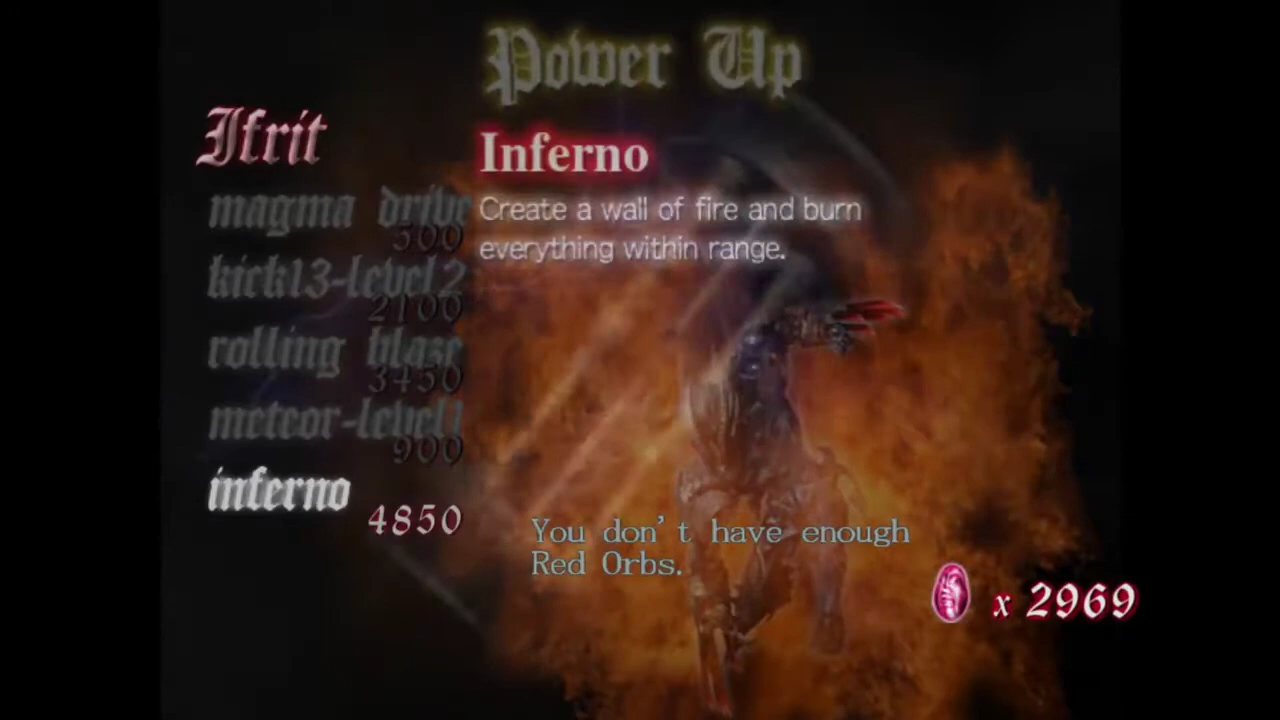 Power Up
Ifrit
magma drive
500
kick13-level2
2100
rolling blaze
3450
meteor-level1
900
inferno
4850
Inferno
Create a wall of fire and burn
everything within range.
You don't have enough
Red Orbs.
x 2969